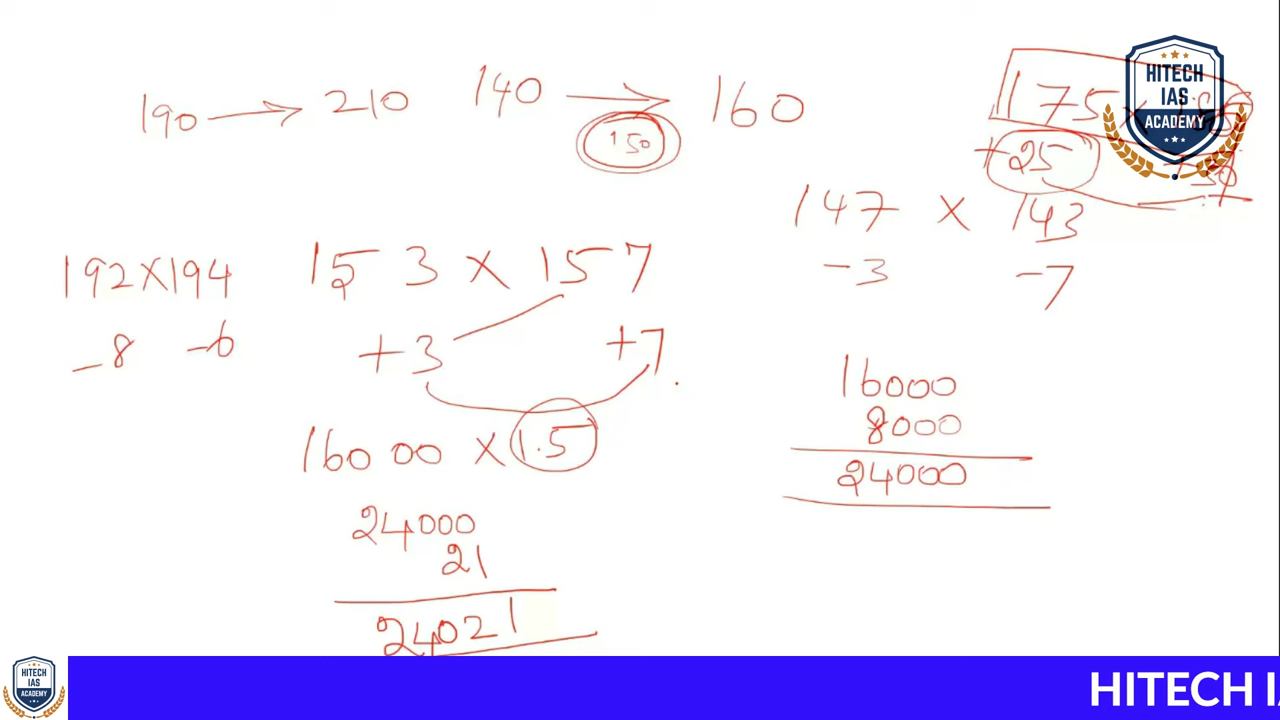 190 → 210
140 → 160
150
175 ×
+25
HITECH
IAS
ACADEMY
147 × 143
-3 -7
192×194
-8 -6
153 × 157
+3 +7
16000 × 1.5
24000
21
24021
16000
8000
24000
HITECH
IAS
ACADEMY
HITECH IA